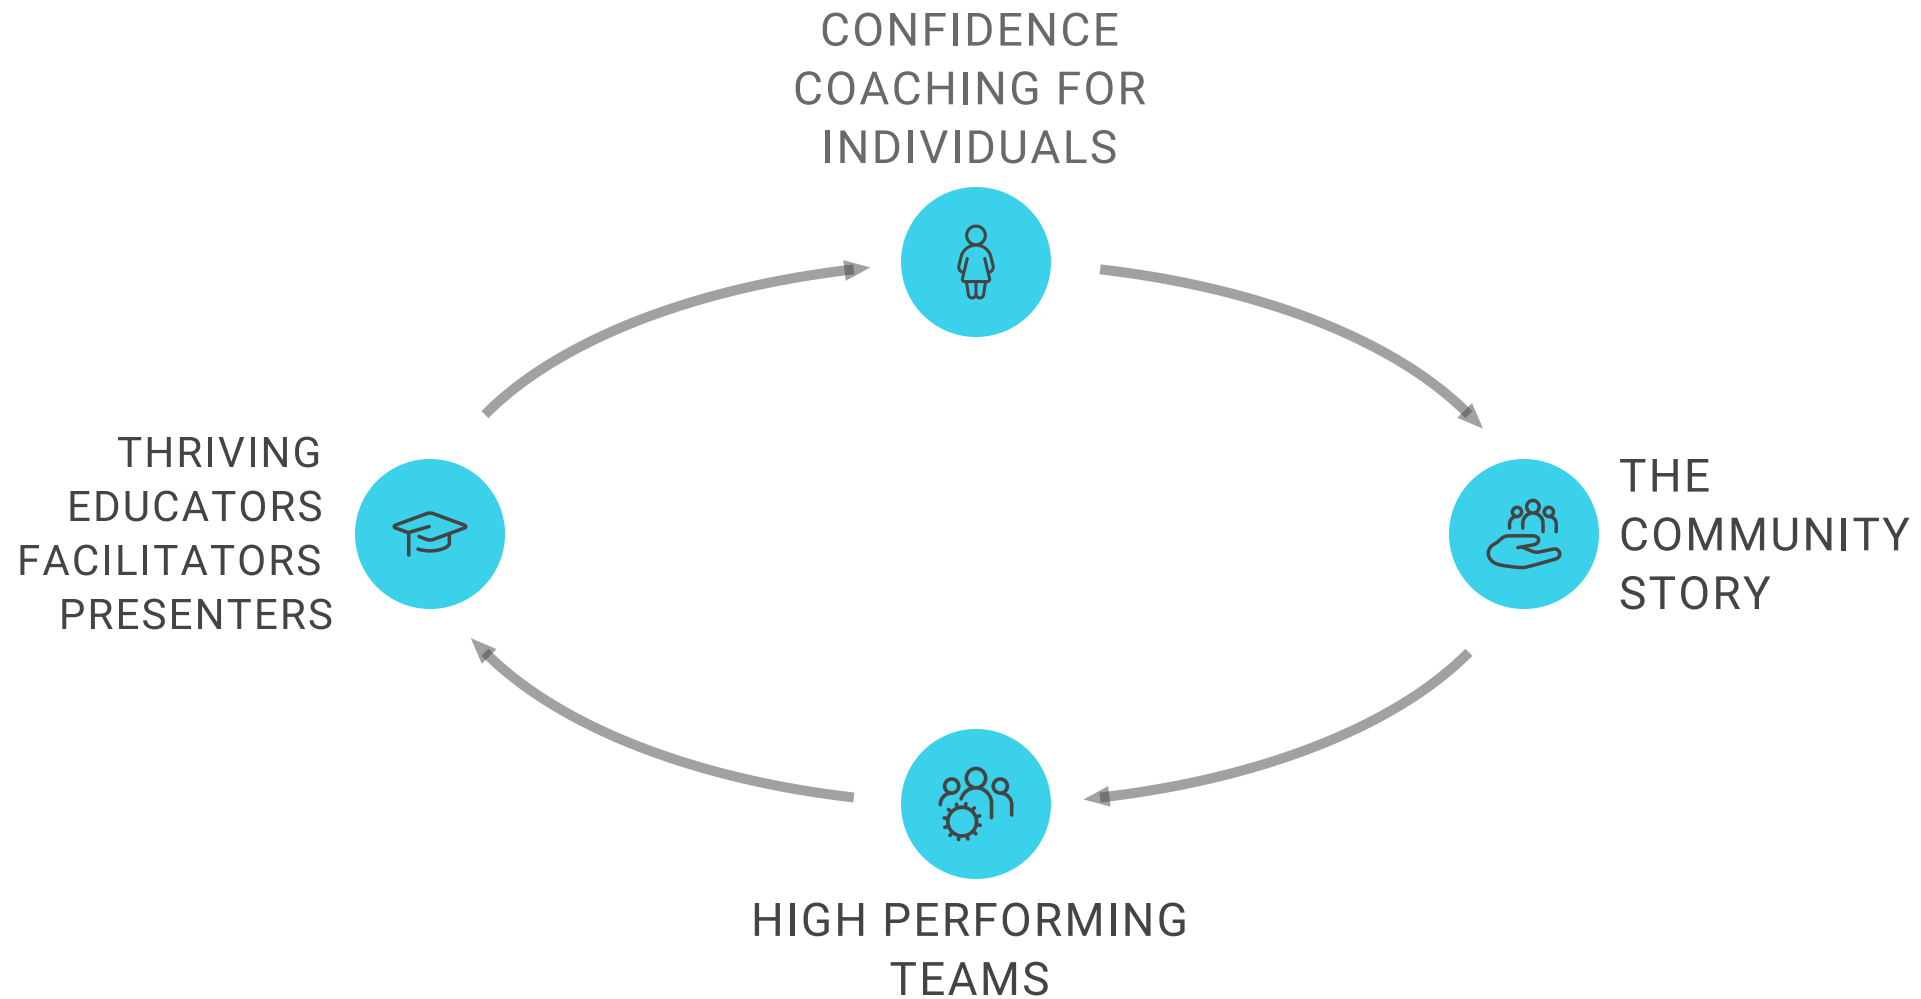 CONFIDENCE
COACHING FOR
INDIVIDUALS
THRIVING
EDUCATORS
FACILITATORS
PRESENTERS
THE
COMMUNITY
STORY
HIGH PERFORMING
TEAMS